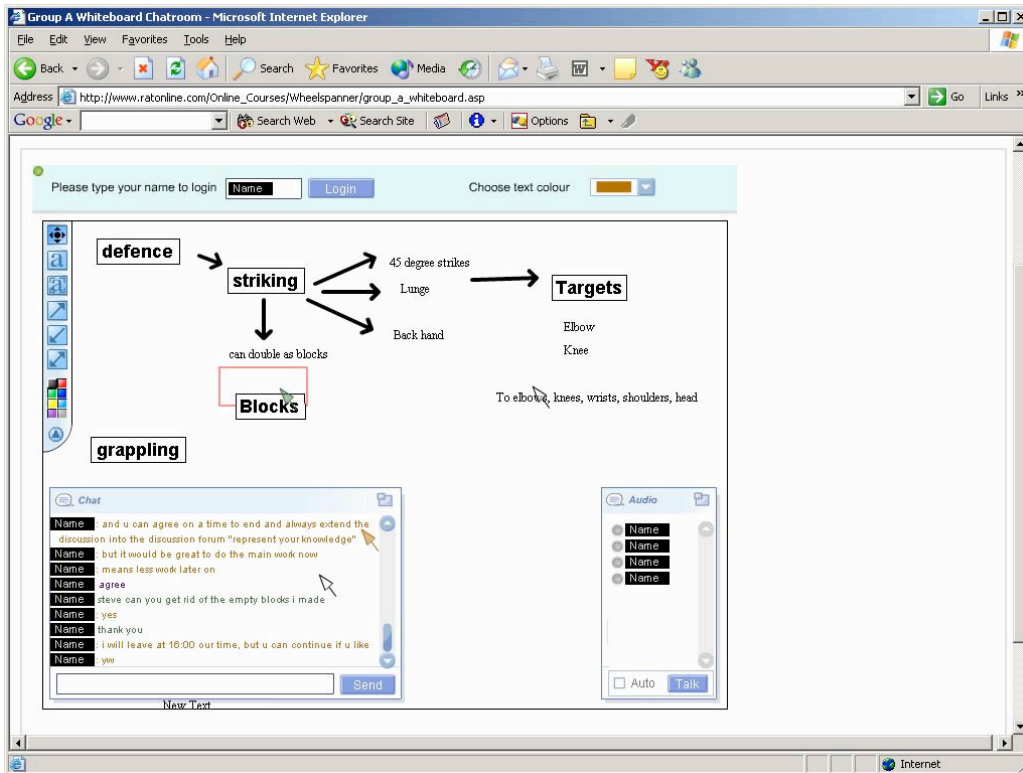 Group A Whiteboard Chatroom - Microsoft Internet Explorer
File Edit View Favorites Tools Help
Back Search Favorites Media
Address http://www.ratonline.com/Online_Courses/Wheelspanner/group_a_whiteboard.asp Go Links »
Google Search Web Search Site Options
Please type your name to login Name Login Choose text colour
defence
45 degree strikes
striking
Lunge
Targets
Back hand
Elbow
Knee
can double as blocks
To elbows, knees, wrists, shoulders, head
Blocks
grappling
Chat
Name : and u can agree on a time to end and always extend the
discussion into the discussion forum "represent your knowledge"
Name : but it would be great to do the main work now
Name : means less work later on
Name agree
Name steve can you get rid of the empty blocks i made
Name : yes
Name thank you
Name : i will leave at 16:00 our time, but u can continue if u like
Name : yw
Send
Audio
Name
Name
Name
Name
Auto Talk
New Text
Internet